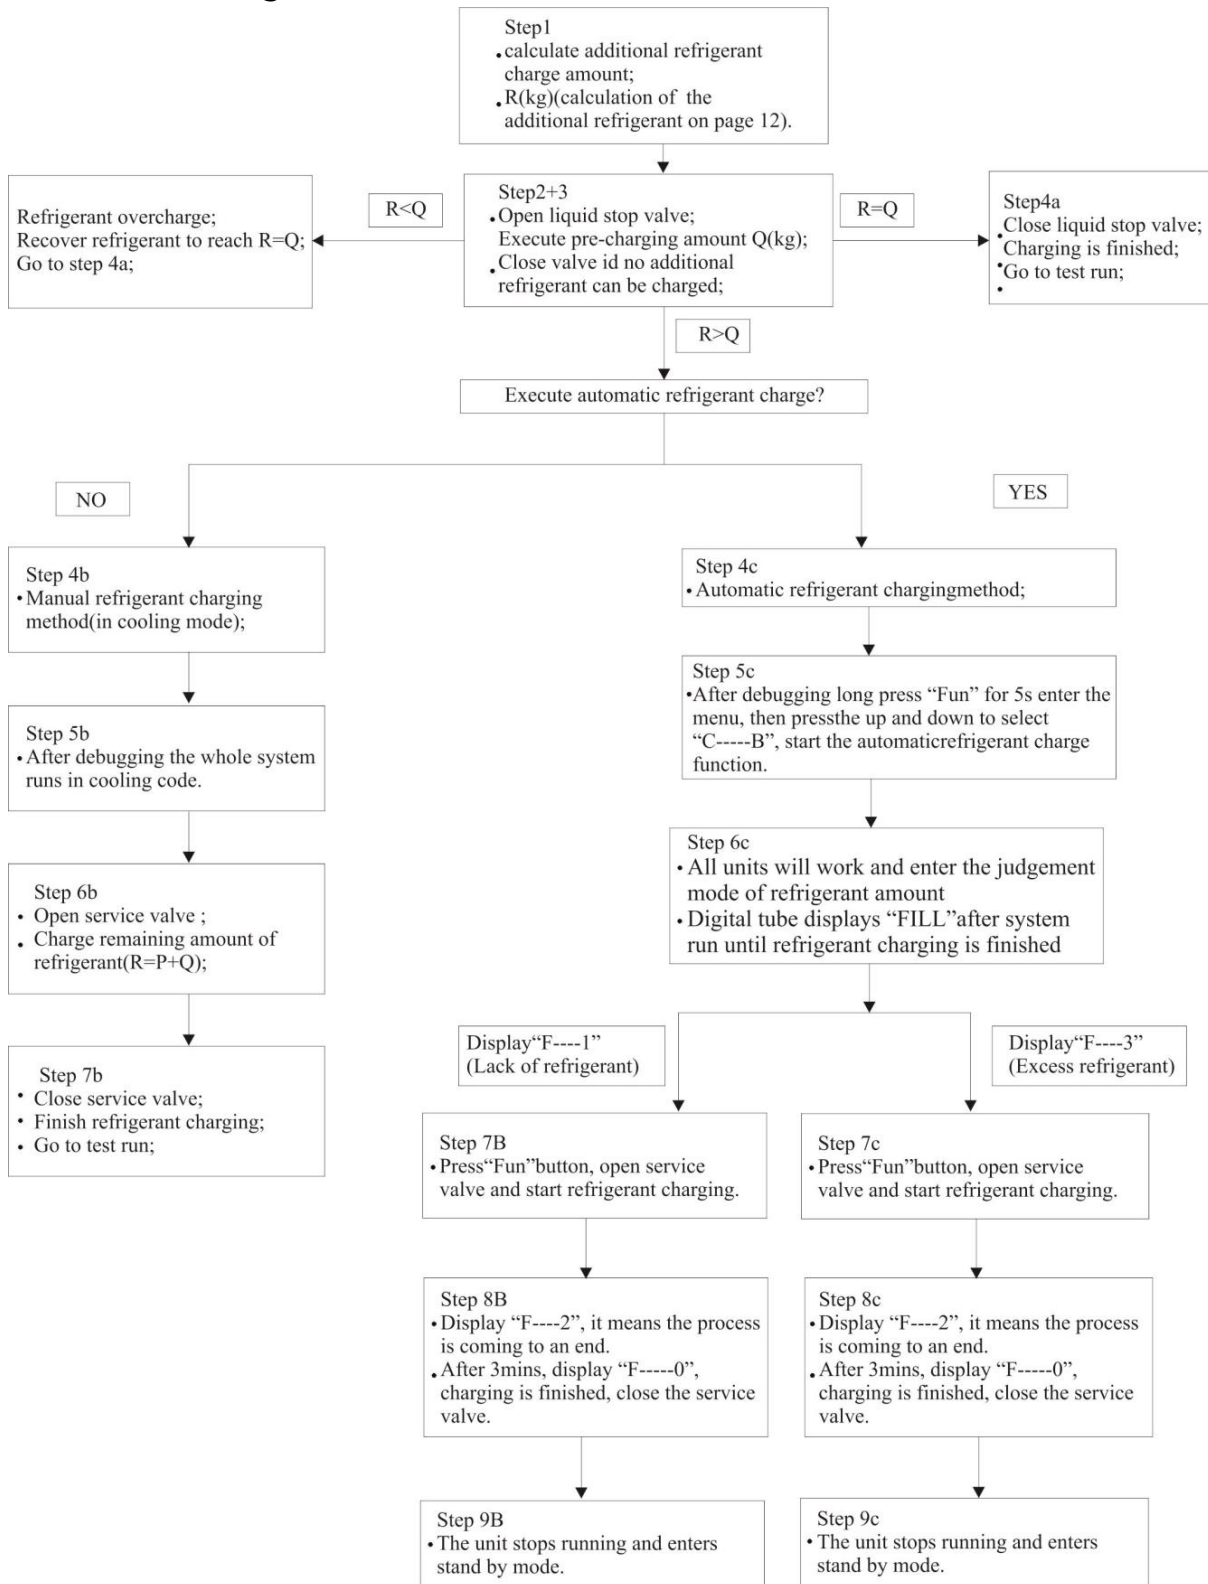 Step1
• calculate additional refrigerant
charge amount;
• R(kg)(calculation of the
additional refrigerant on page 12).
R<Q
Refrigerant overcharge;
Recover refrigerant to reach R=Q;
Go to step 4a;
Step2+3
• Open liquid stop valve;
Execute pre-charging amount Q(kg);
• Close valve id no additional
refrigerant can be charged;
R=Q
Step4a
• Close liquid stop valve;
Charging is finished;
• Go to test run;
•
R>Q
Execute automatic refrigerant charge?
NO
YES
Step 4b
• Manual refrigerant charging
method(in cooling mode);
Step 5b
• After debugging the whole system
runs in cooling code.
Step 6b
• Open service valve ;
• Charge remaining amount of
refrigerant(R=P+Q);
Step 7b
• Close service valve;
• Finish refrigerant charging;
• Go to test run;
Step 4c
• Automatic refrigerant chargingmethod;
Step 5c
• After debugging long press “Fun” for 5s enter the
menu, then pressthe up and down to select
“C-----B”, start the automaticrefrigerant charge
function.
Step 6c
• All units will work and enter the judgement
mode of refrigerant amount
• Digital tube displays “FILL”after system
run until refrigerant charging is finished
Display“F----1”
(Lack of refrigerant)
Display“F----3”
(Excess refrigerant)
Step 7B
• Press“Fun”button, open service
valve and start refrigerant charging.
Step 8B
• Display “F----2”, it means the process
is coming to an end.
• After 3mins, display “F-----0”,
charging is finished, close the service
valve.
Step 9B
• The unit stops running and enters
stand by mode.
Step 7c
• Press“Fun”button, open service
valve and start refrigerant charging.
Step 8c
• Display “F----2”, it means the process
is coming to an end.
• After 3mins, display “F-----0”,
charging is finished, close the service
valve.
Step 9c
• The unit stops running and enters
stand by mode.